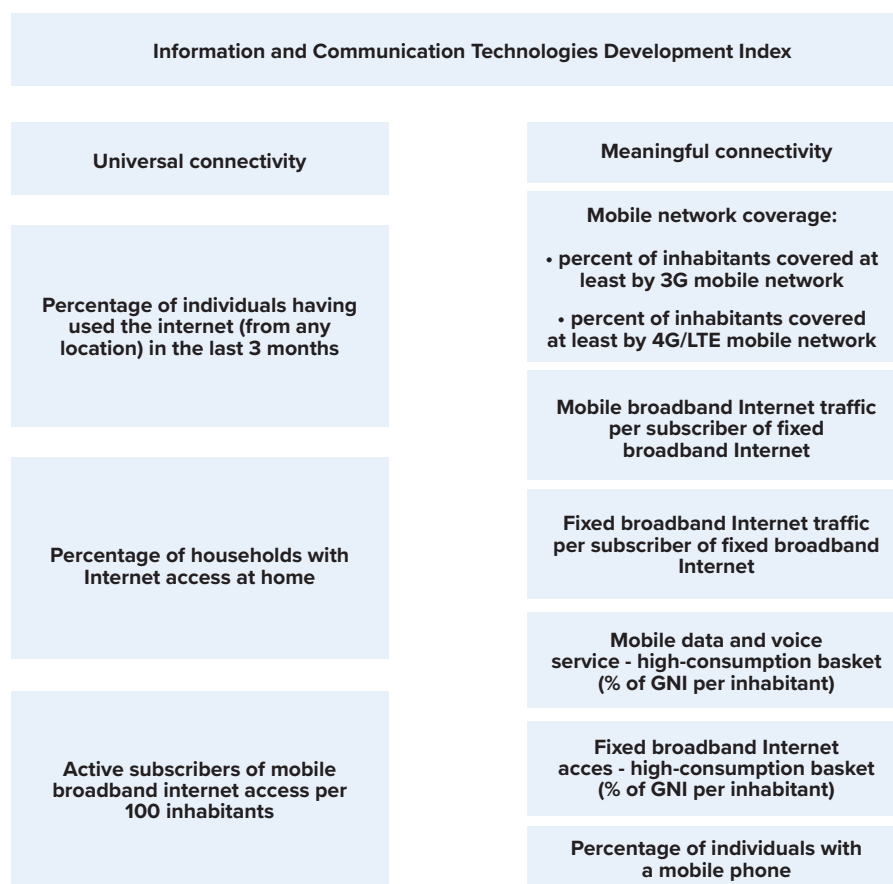 Information and Communication Technologies Development Index
Universal connectivity
Percentage of individuals having
used the internet (from any
location) in the last 3 months
Percentage of households with
Internet access at home
Active subscribers of mobile
broadband internet access per
100 inhabitants
Meaningful connectivity
Mobile network coverage:
• percent of inhabitants covered at
least by 3G mobile network
• percent of inhabitants covered
at least by 4G/LTE mobile network
Mobile broadband Internet traffic
per subscriber of fixed
broadband Internet
Fixed broadband Internet traffic
per subscriber of fixed broadband
Internet
Mobile data and voice
service - high-consumption basket
(% of GNI per inhabitant)
Fixed broadband Internet
acces - high-consumption basket
(% of GNI per inhabitant)
Percentage of individuals with
a mobile phone